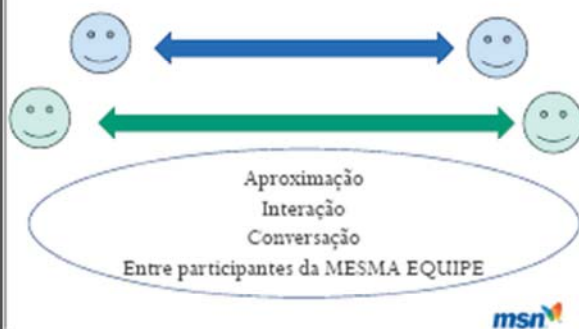 Aproximação
Interação
Conversação
Entre participantes da MESMA EQUIPE
msn